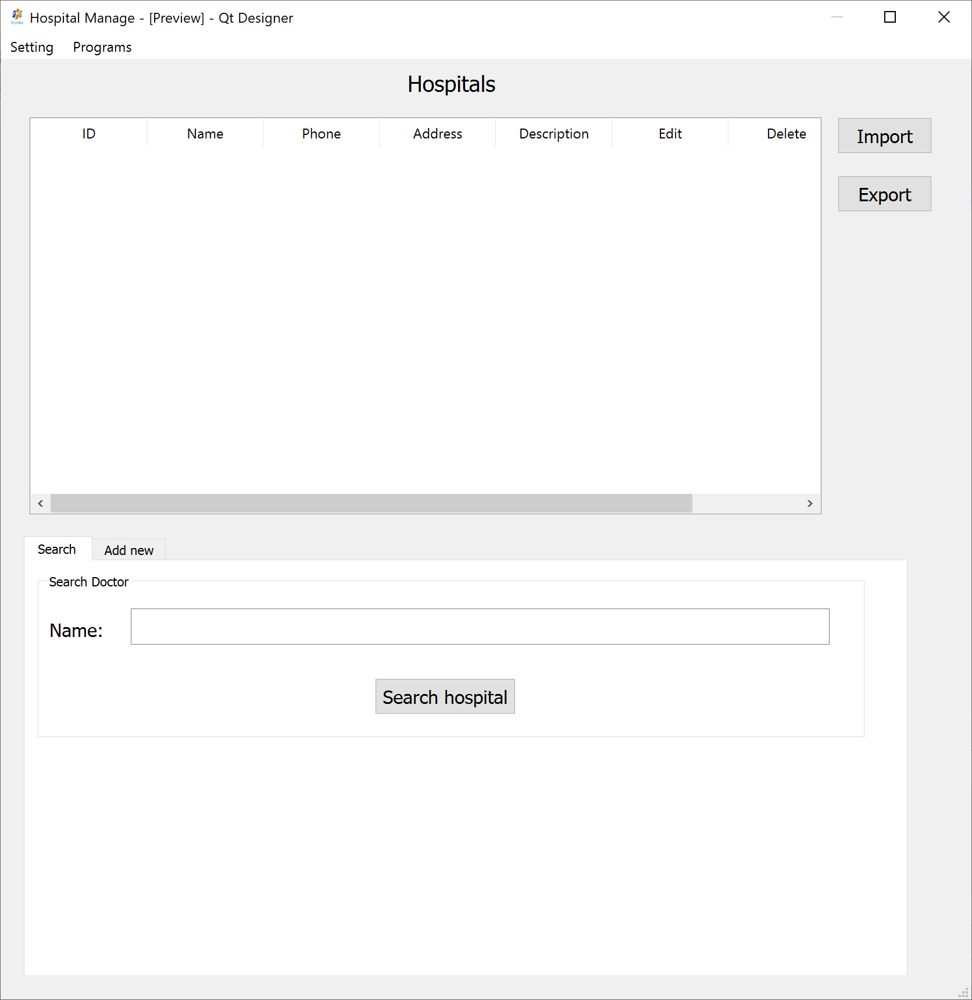 Hospital Manage - [Preview] - Qt Designer
Setting Programs
Hospitals
ID Name Phone Address Description Edit Delete
Import
Export
Search Add new
Search Doctor
Name:
Search hospital